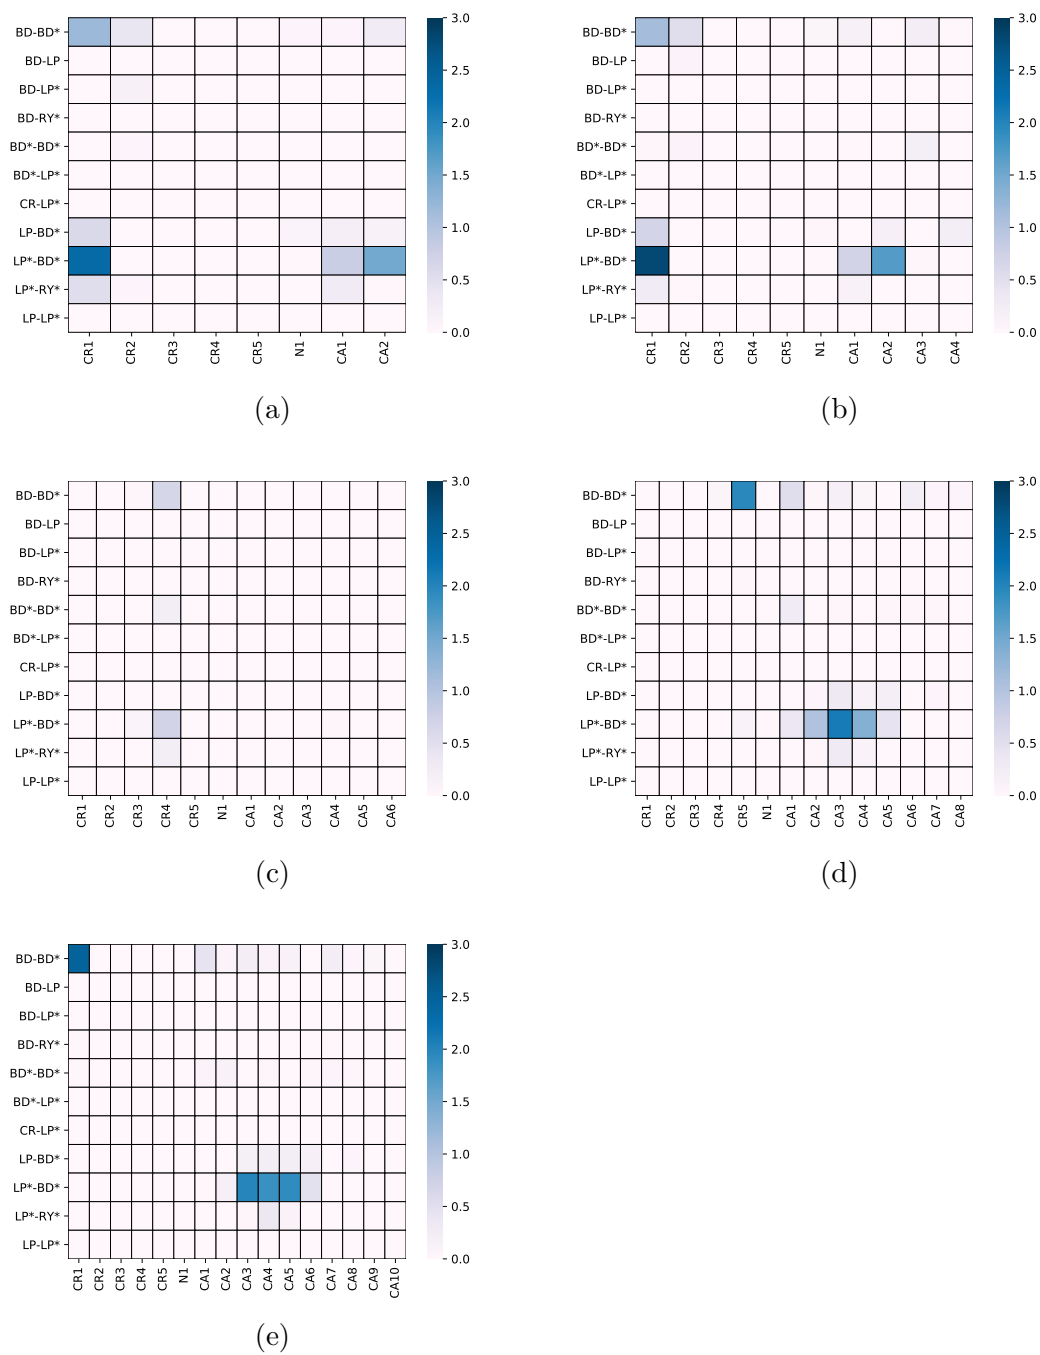 BD-BD*
BD-LP
BD-LP*
BD-RY*
BD*-BD*
BD*-LP*
CR-LP*
LP-BD*
LP*-BD*
LP*-RY*
LP-LP*
CR1 CR2 CR3 CR4 CR5 N1 CA1 CA2
3.0
2.5
2.0
1.5
1.0
0.5
0.0
(a)
BD-BD*
BD-LP
BD-LP*
BD-RY*
BD*-BD*
BD*-LP*
CR-LP*
LP-BD*
LP*-BD*
LP*-RY*
LP-LP*
CR1 CR2 CR3 CR4 CR5 N1 CA1 CA2 CA3 CA4
3.0
2.5
2.0
1.5
1.0
0.5
0.0
(b)
BD-BD*
BD-LP
BD-LP*
BD-RY*
BD*-BD*
BD*-LP*
CR-LP*
LP-BD*
LP*-BD*
LP*-RY*
LP-LP*
CR1 CR2 CR3 CR4 CR5 N1 CA1 CA2 CA3 CA4 CA5 CA6
3.0
2.5
2.0
1.5
1.0
0.5
0.0
(c)
BD-BD*
BD-LP
BD-LP*
BD-RY*
BD*-BD*
BD*-LP*
CR-LP*
LP-BD*
LP*-BD*
LP*-RY*
LP-LP*
CR1 CR2 CR3 CR4 CR5 N1 CA1 CA2 CA3 CA4 CA5 CA6 CA7 CA8
3.0
2.5
2.0
1.5
1.0
0.5
0.0
(d)
BD-BD*
BD-LP
BD-LP*
BD-RY*
BD*-BD*
BD*-LP*
CR-LP*
LP-BD*
LP*-BD*
LP*-RY*
LP-LP*
CR1 CR2 CR3 CR4 CR5 N1 CA1 CA2 CA3 CA4 CA5 CA6 CA7 CA8 CA9 CA10
3.0
2.5
2.0
1.5
1.0
0.5
0.0
(e)